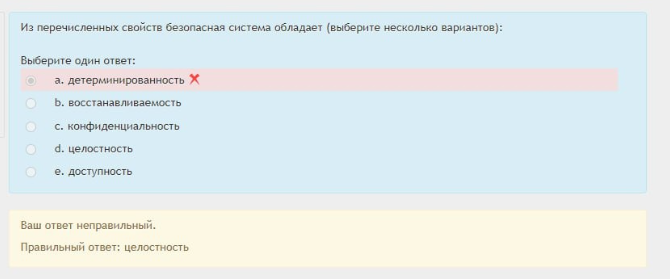 Из перечисленных свойств безопасная система обладает (выберите несколько вариантов):
Выберите один ответ:
a. детерминированность
b. восстанавливаемость
c. конфиденциальность
d. целостность
e. доступность
Ваш ответ неправильный.
Правильный ответ: целостность